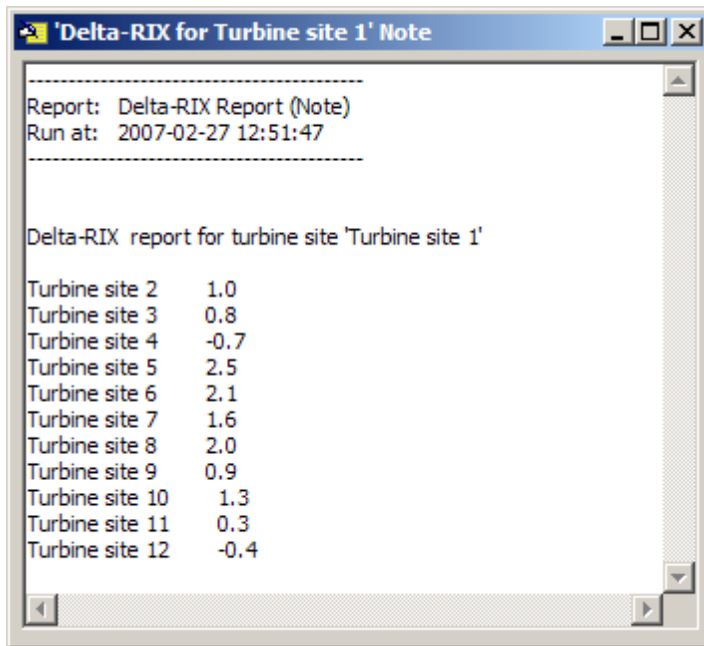 'Delta-RIX for Turbine site 1' Note
------------------------------------------
Report:  Delta-RIX Report (Note)
Run at:  2007-02-27 12:51:47
------------------------------------------
Delta-RIX  report for turbine site 'Turbine site 1'
Turbine site 2  1.0
Turbine site 3  0.8
Turbine site 4  -0.7
Turbine site 5  2.5
Turbine site 6  2.1
Turbine site 7  1.6
Turbine site 8  2.0
Turbine site 9  0.9
Turbine site 10  1.3
Turbine site 11  0.3
Turbine site 12  -0.4